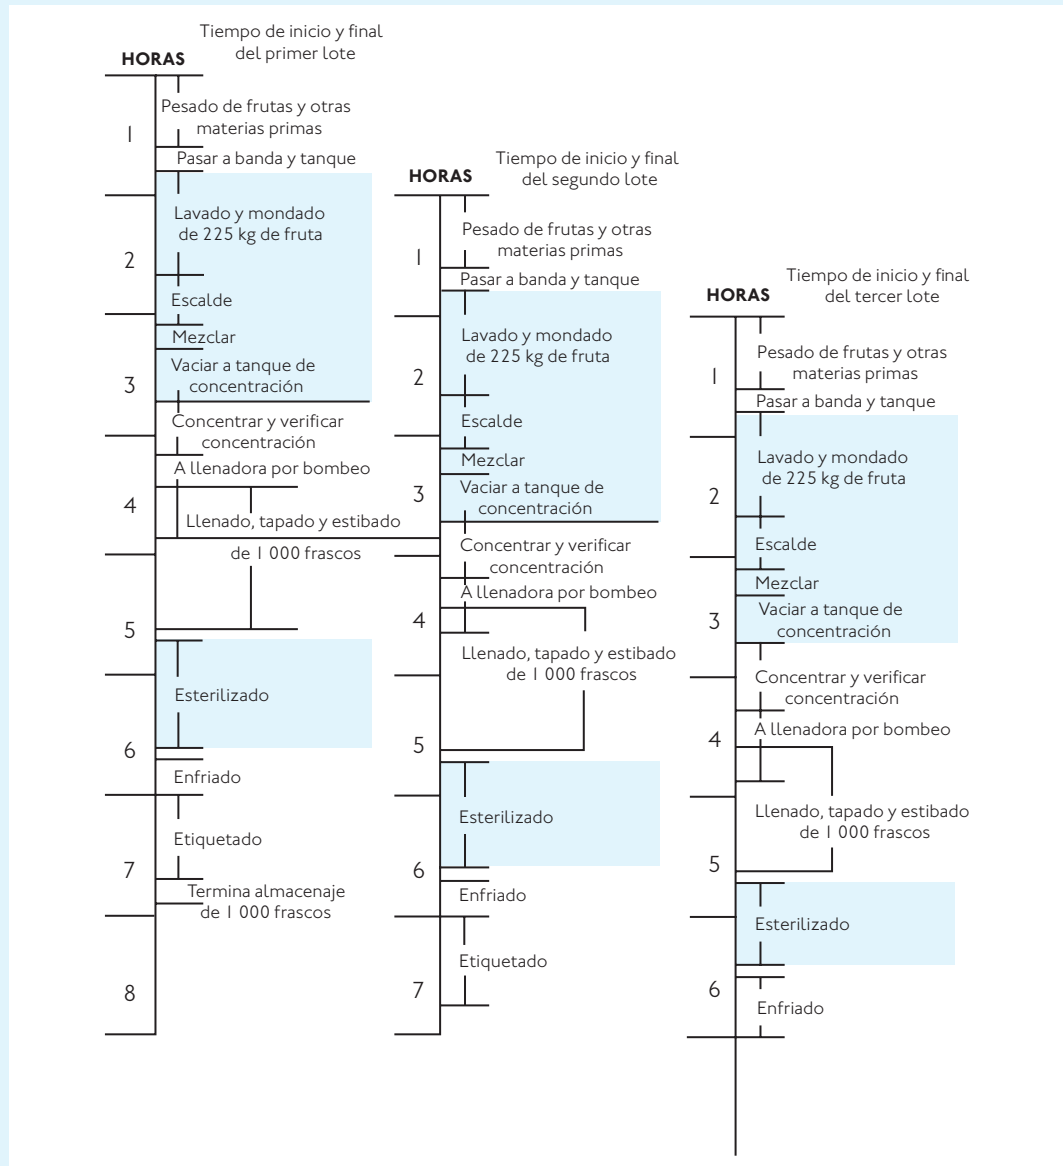 Tiempo de inicio y final
del primer lote
HORAS
1
Pesado de frutas y otras
materias primas
Pasar a banda y tanque
2
Lavado y mondado
de 225 kg de fruta
Escalde
Mezclar
3
Vaciar a tanque de
concentración
Concentrar y verificar
concentración
A llenadora por bombeo
4
Llenado, tapado y estibado
de 1 000 frascos
5
Esterilizado
6
Enfriado
Etiquetado
7
Termina almacenaje
de 1 000 frascos
8
Tiempo de inicio y final
del segundo lote
HORAS
Pesado de frutas y otras
materias primas
1
Pasar a banda y tanque
Lavado y mondado
de 225 kg de fruta
2
Escalde
Mezclar
Vaciar a tanque de
concentración
3
Concentrar y verificar
concentración
A llenadora por bombeo
4
Llenado, tapado y estibado
de 1 000 frascos
5
Esterilizado
6
Enfriado
Etiquetado
7
Tiempo de inicio y final
del tercer lote
HORAS
Pesado de frutas y otras
materias primas
1
Pasar a banda y tanque
Lavado y mondado
de 225 kg de fruta
2
Escalde
Mezclar
Vaciar a tanque de
concentración
3
Concentrar y verificar
concentración
A llenadora por bombeo
4
Llenado, tapado y estibado
de 1 000 frascos
5
Esterilizado
6
Enfriado